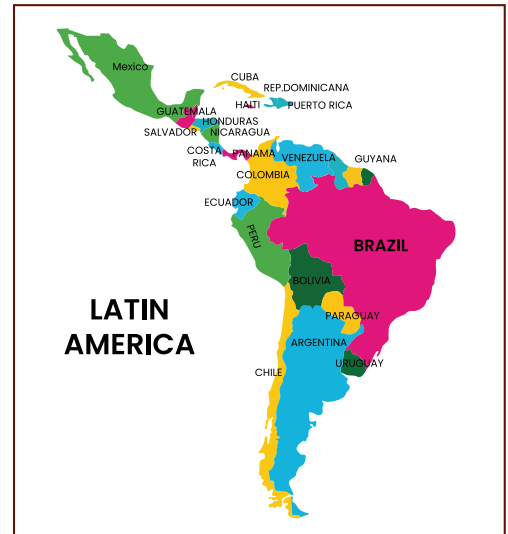 Mexico
CUBA
REP.DOMINICANA
HAITI
PUERTO RICA
GUATEMALA
HONDURAS
SALVADOR
NICARAGUA
COSTA
RICA
PANAMA
VENEZUELA
GUYANA
COLOMBIA
ECUADOR
PERU
BRAZIL
BOLIVIA
LATIN
AMERICA
PARAGUAY
ARGENTINA
URUGUAY
CHILE